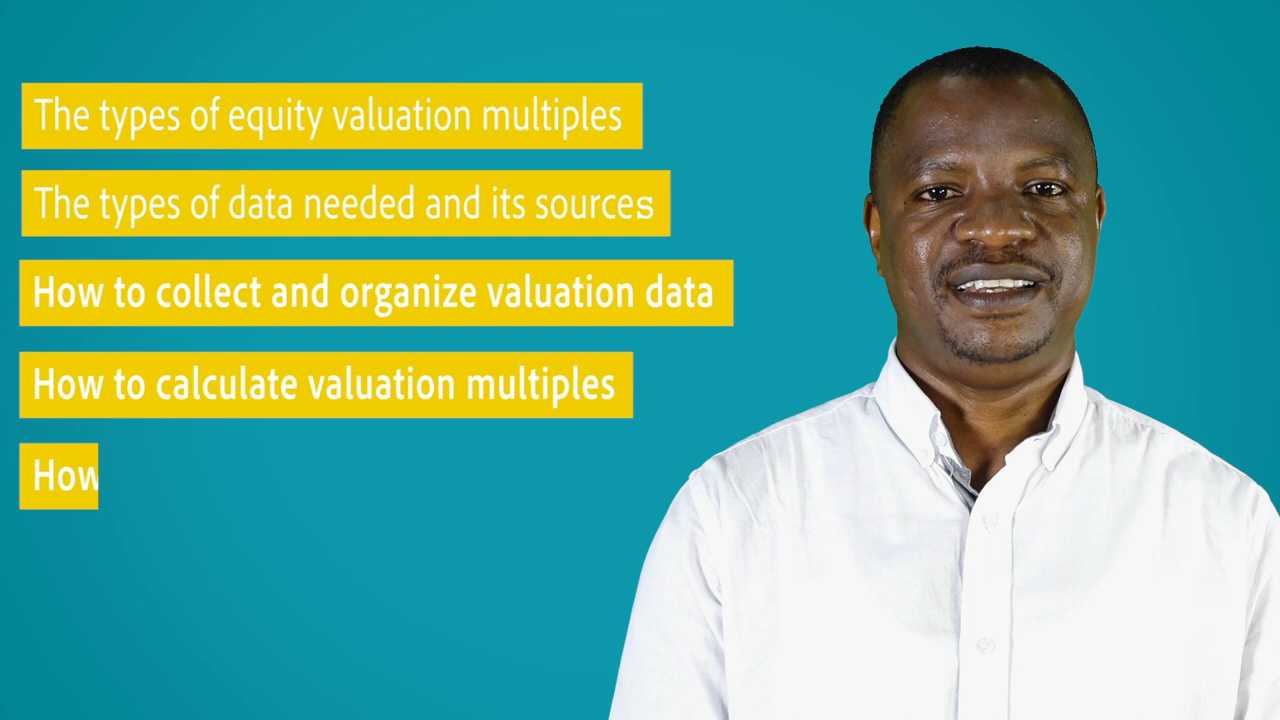 The types of equity valuation multiples
The types of data needed and its sources
How to collect and organize valuation data
How to calculate valuation multiples
How